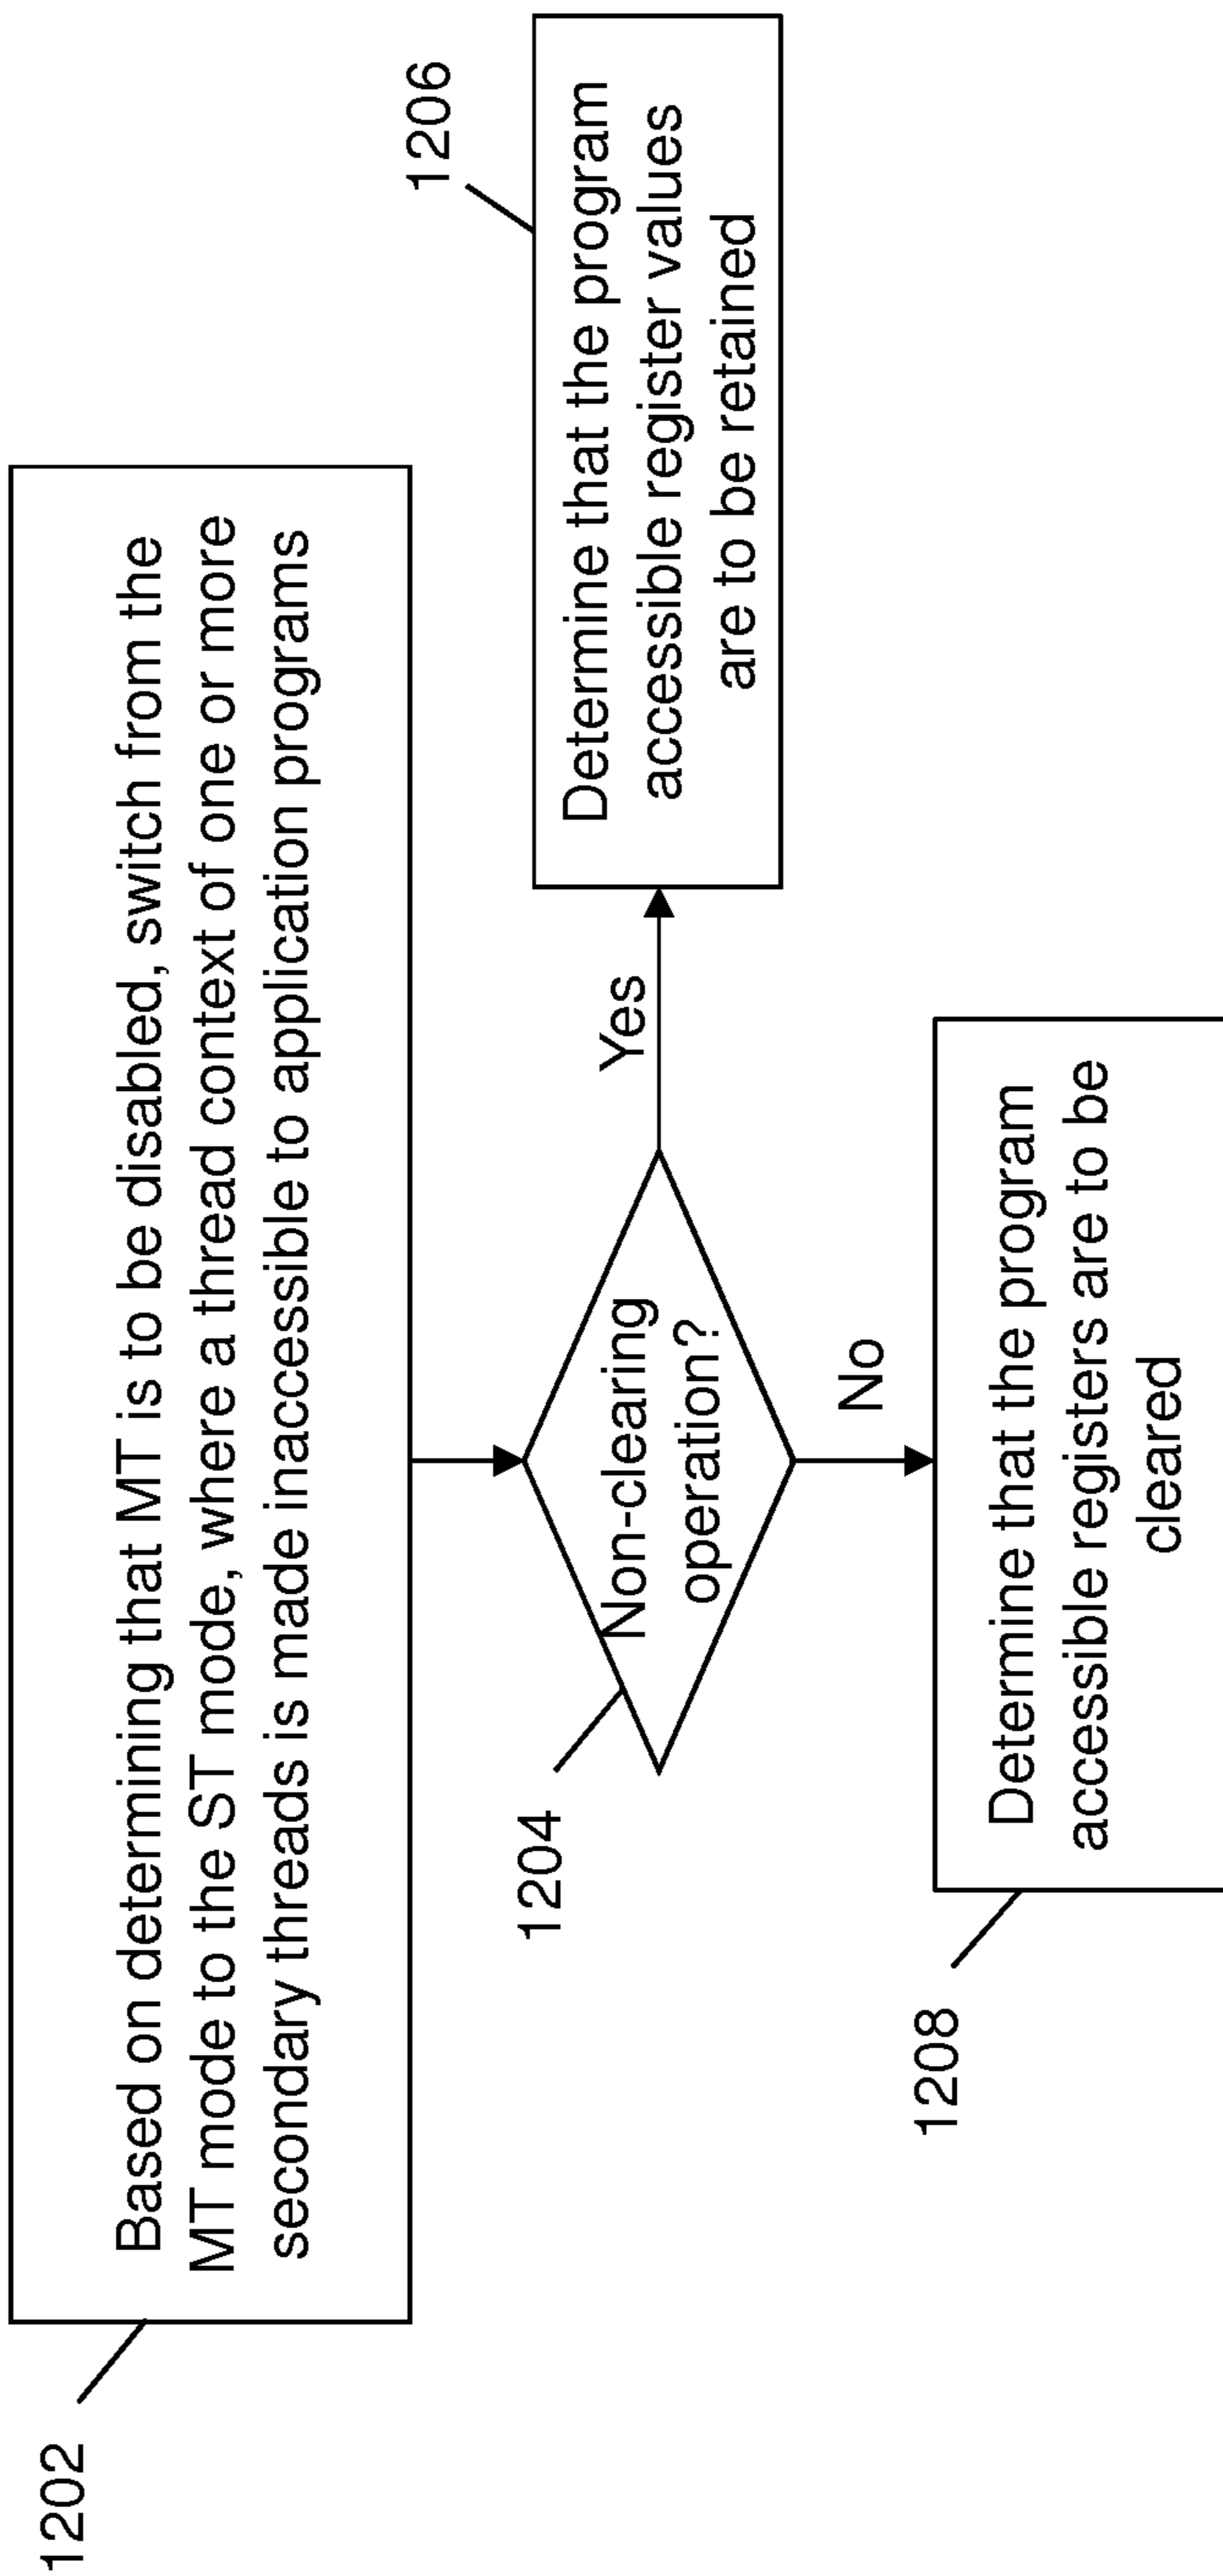 1202
Based on determining that MT is to be disabled, switch from the
MT mode to the ST mode, where a thread context of one or more
secondary threads is made inaccessible to application programs
1204
Non-clearing
operation?
Yes
1206
Determine that the program
accessible register values
are to be retained
No
1208
Determine that the program
accessible registers are to be
cleared